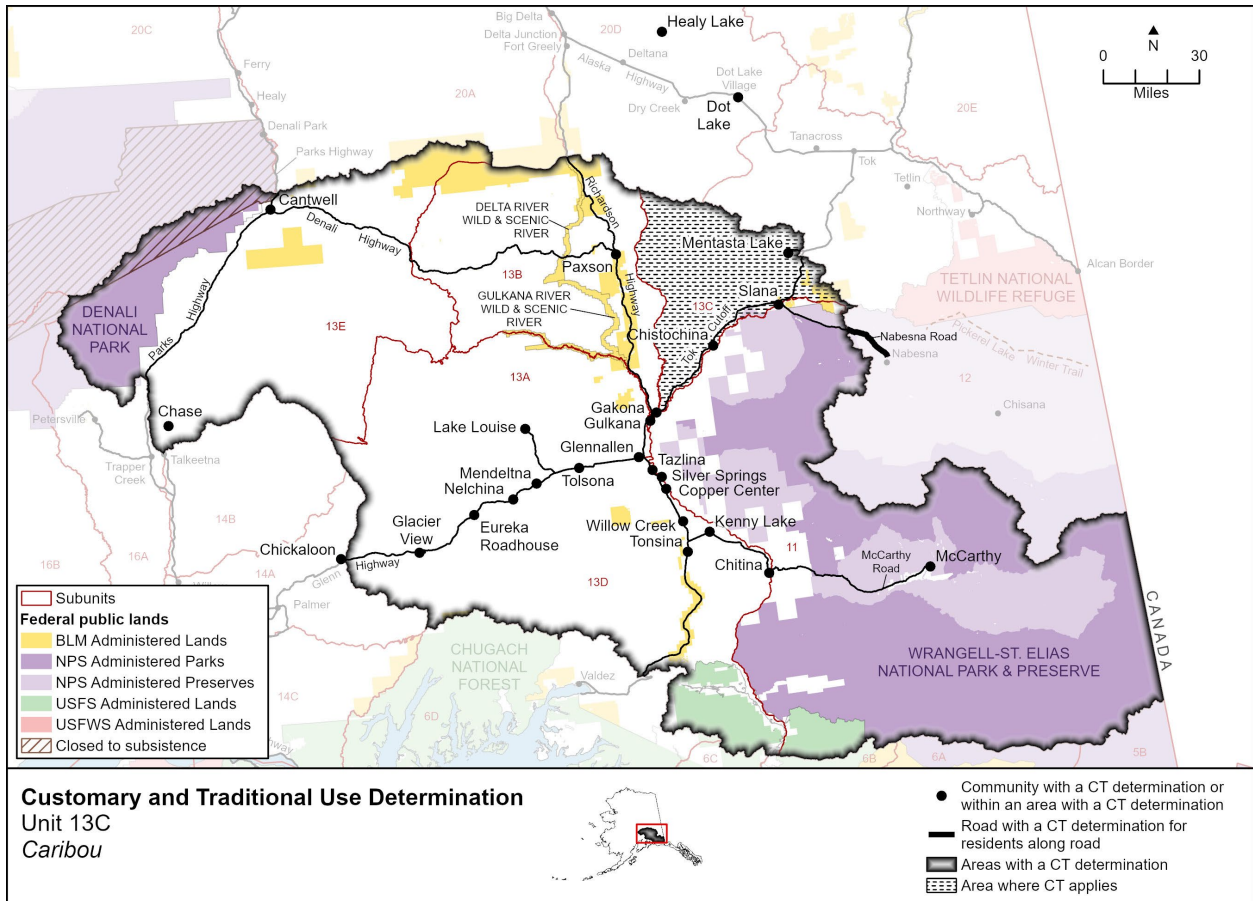 20C
Big Delta
Delta Junction
Fort Greely
20D
Healy Lake
Deltana
Alaska
Highway
Dot Lake
Village
Dry Creek
Dot
Lake
0 30
Miles
N
Ferry
Healy
20A
20E
Denali Park
Parks Highway
Tanacross
Tok
Tetlin
Northway
Alcan Border
Cantwell
Denali
Highway
Richardson
Highway
DELTA RIVER
WILD & SCENIC
RIVER
Paxson
13B
GULKANA RIVER
WILD & SCENIC
RIVER
Mentasta Lake
Slana
13C
Chistochina
Tok
Cutoff
TETLIN NATIONAL
WILDLIFE REFUGE
Nabesna Road
Nabesna
Pickerel Lake
Winter Trail
12
Chisana
DENALI
NATIONAL
PARK
Parks
Highway
13E
13A
Chase
Petersville
Trapper
Creek
Talkeetna
14B
16A
16B
14A
Gakona
Gulkana
Lake Louise
Glennallen
Tazlina
Silver Springs
Copper Center
Mendeltna
Nelchina
Tolsona
Glacier
View
Eureka
Roadhouse
Willow Creek
Tonsina
Kenny Lake
Chitina
11
McCarthy
Road
McCarthy
Chickaloon
Glenn
Highway
Palmer
13D
WRANGELL-ST. ELIAS
NATIONAL PARK & PRESERVE
CANADA
CHUGACH
NATIONAL
FOREST
Valdez
14C
6D
6C
6B
6A
5B
Subunits
Federal public lands
BLM Administered Lands
NPS Administered Parks
NPS Administered Preserves
USFS Administered Lands
USFWS Administered Lands
Closed to subsistence
Customary and Traditional Use Determination
Unit 13C
Caribou
Community with a CT determination or
within an area with a CT determination
Road with a CT determination for
residents along road
Areas with a CT determination
Area where CT applies